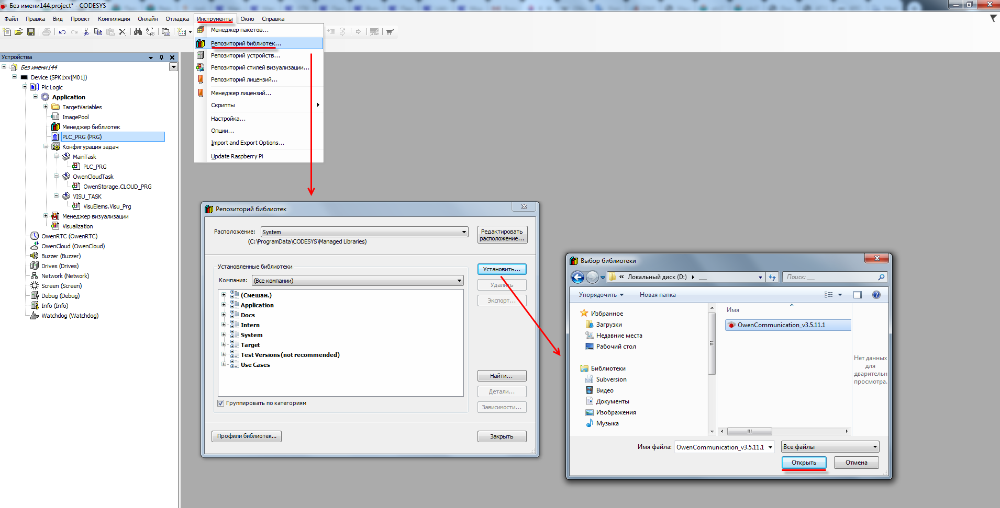 Без имени144.project* - CODESYS
Файл Правка Вид Проект Компиляция Онлайн Отладка Инструменты Окно Справка
Менеджер пакетов...
Репозиторий библиотек...
Репозиторий устройств...
Репозиторий стилей визуализации...
Репозиторий лицензий...
Менеджер лицензий...
Скрипты
Настройка...
Опции...
Import and Export Options...
Update Raspberry Pi
Устройства
Без имени144
Device (SPK1xx[M01])
Plc Logic
Application
TargetVariables
ImagePool
Менеджер библиотек
PLC_PRG (PRG)
Конфигурация задач
MainTask
PLC_PRG
OwenCloudTask
OwenStorage.CLOUD_PRG
VISU_TASK
VisuElems.Visu_Prg
Менеджер визуализации
Visualization
OwenRTC (OwenRTC)
OwenCloud (OwenCloud)
Buzzer (Buzzer)
Drives (Drives)
Network (Network)
Screen (Screen)
Debug (Debug)
Info (Info)
Watchdog (Watchdog)
Репозиторий библиотек
Расположение: System
Редактировать
расположение...
(C:\ProgramData\CODESYS\Managed Libraries)
Установленные библиотеки
Компания: (Все компании)
(Смешан.)
Application
Docs
Intern
System
Target
Test Versions(not recommended)
Use Cases
Группировать по категориям
Установить...
Удалить
Экспорт...
Найти...
Детали...
Зависимости...
Профили библиотек...
Закрыть
Выбор библиотеки
« Локальный диск (D:) ▸ __
Поиск: __
Упорядочить Новая папка
Избранное
Загрузки
Недавние места
Рабочий стол
Библиотеки
Subversion
Видео
Документы
Изображения
Музыка
Имя
OwenCommunication_v3.5.11.1
Нет данных
для
дварительн
просмотра.
Имя файла: OwenCommunication_v3.5.11.1
Все файлы
Открыть
Отмена